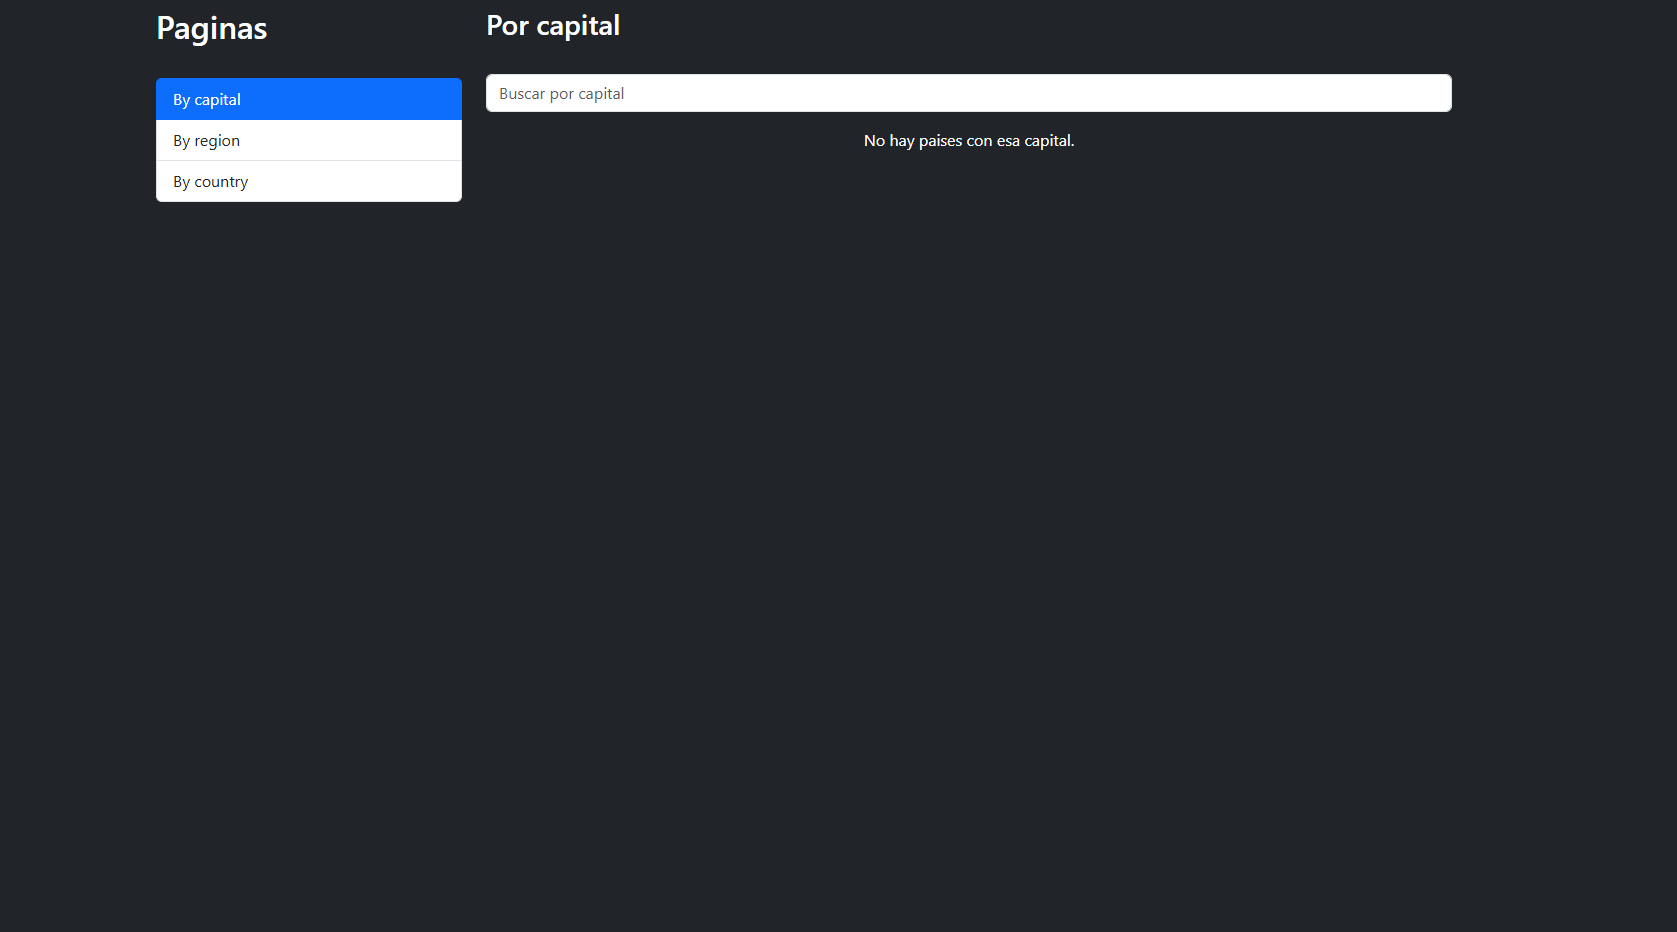 Paginas
By capital
By region
By country
Por capital
Buscar por capital
No hay paises con esa capital.